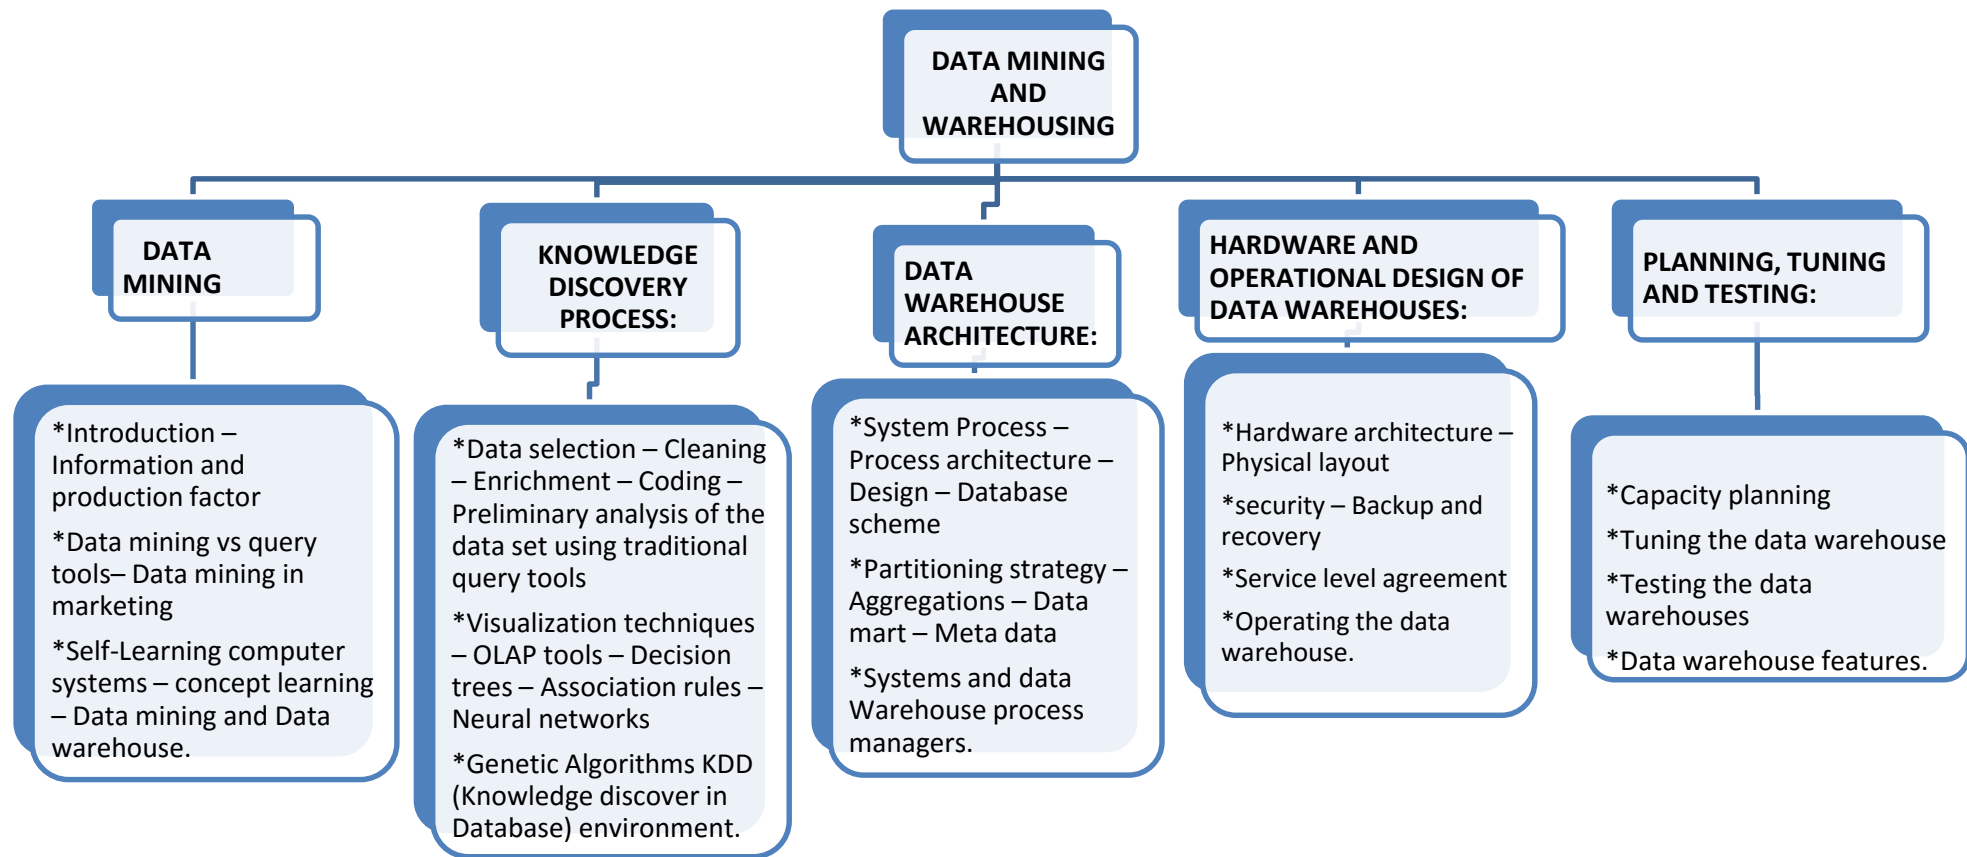 DATA MINING
AND
WAREHOUSING
DATA
MINING
*Introduction –
Information and
production factor
*Data mining vs query
tools– Data mining in
marketing
*Self-Learning computer
systems – concept learning
– Data mining and Data
warehouse.
KNOWLEDGE
DISCOVERY
PROCESS:
*Data selection – Cleaning
– Enrichment – Coding –
Preliminary analysis of the
data set using traditional
query tools
*Visualization techniques
– OLAP tools – Decision
trees – Association rules –
Neural networks
*Genetic Algorithms KDD
(Knowledge discover in
Database) environment.
DATA
WAREHOUSE
ARCHITECTURE:
*System Process –
Process architecture –
Design – Database
scheme
*Partitioning strategy –
Aggregations – Data
mart – Meta data
*Systems and data
Warehouse process
managers.
HARDWARE AND
OPERATIONAL DESIGN OF
DATA WAREHOUSES:
*Hardware architecture –
Physical layout
*security – Backup and
recovery
*Service level agreement
*Operating the data
warehouse.
PLANNING, TUNING
AND TESTING:
*Capacity planning
*Tuning the data warehouse
*Testing the data
warehouses
*Data warehouse features.